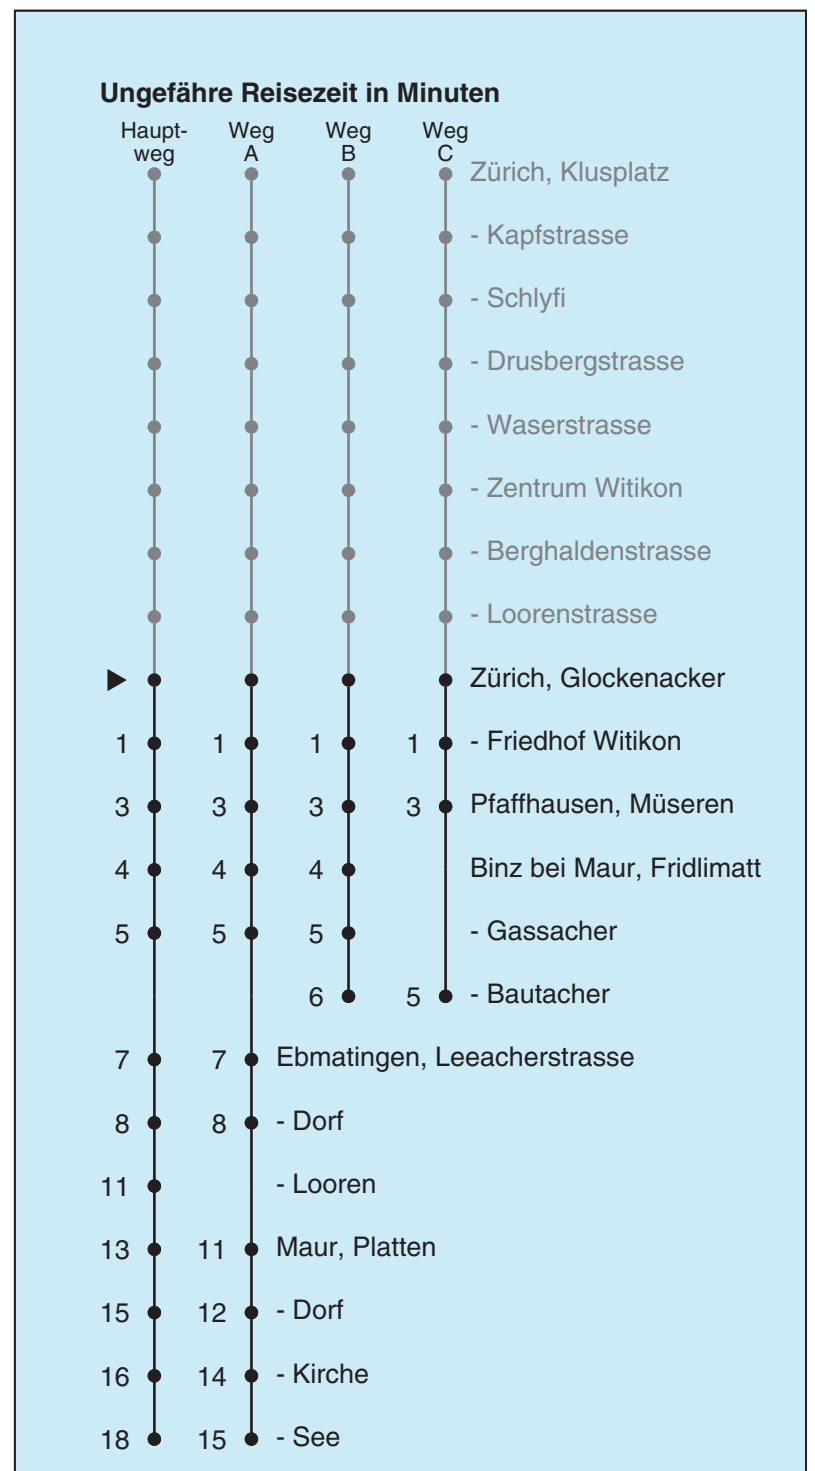 Ungefähre Reisezeit in Minuten
Haupt- Weg Weg Weg
weg A B C
Zürich, Klusplatz
- Kapfstrasse
- Schlyfi
- Drusbergstrasse
- Waserstrasse
- Zentrum Witikon
- Berghaldenstrasse
- Loorenstrasse
Zürich, Glockenacker
1 1 1 1 - Friedhof Witikon
3 3 3 3 Pfaffhausen, Müseren
4 4 4 Binz bei Maur, Fridlimatt
5 5 5 - Gassacher
6 5 - Bautacher
7 7 Ebmatingen, Leeacherstrasse
8 8 - Dorf
11 - Looren
13 11 Maur, Platten
15 12 - Dorf
16 14 - Kirche
18 15 - See